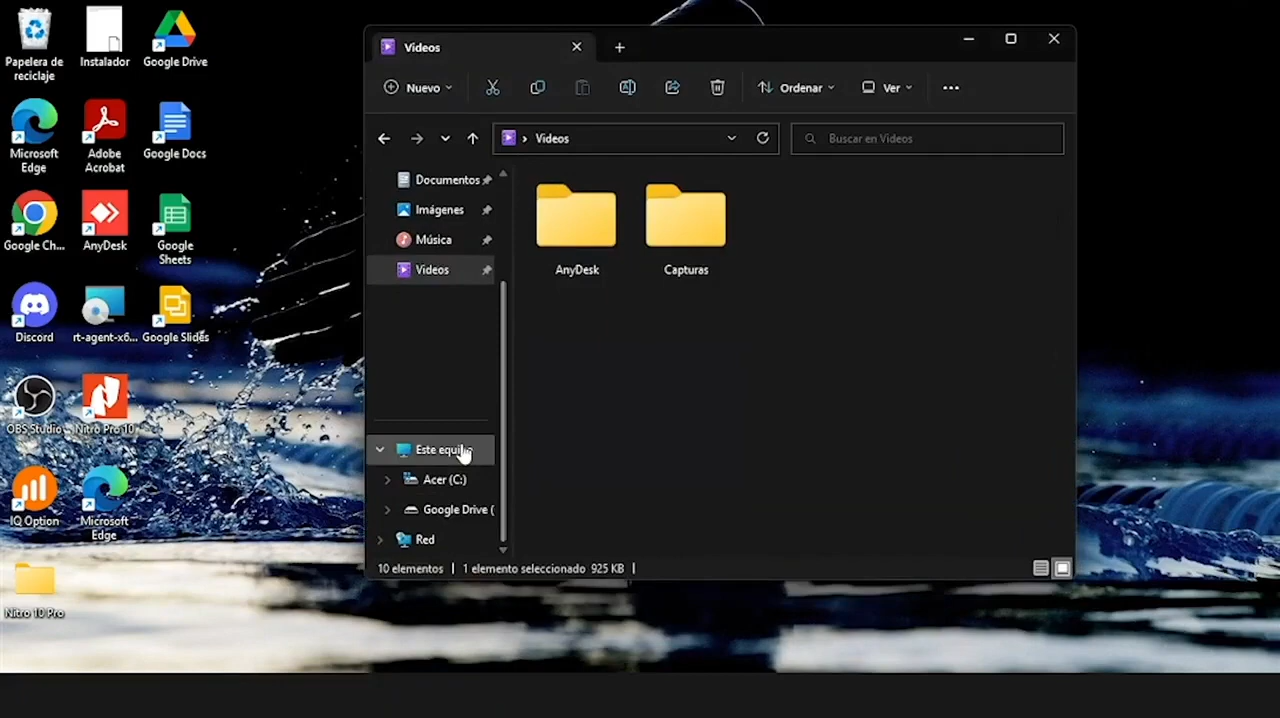 Papelera de
reciclaje
Instalador
Google Drive
Microsoft
Edge
Adobe
Acrobat
Google Docs
Google Ch...
AnyDesk
Google
Sheets
Discord
rt-agent-x6...
Google Slides
OBS Studio
Nitro Pro 10
IQ Option
Microsoft
Edge
Nitro 10 Pro
Videos
Nuevo
Ordenar
Ver
Videos
Buscar en Videos
Documentos
Imágenes
Música
Videos
Este equipo
Acer (C:)
Google Drive (
Red
AnyDesk
Capturas
10 elementos
1 elemento seleccionado 925 KB